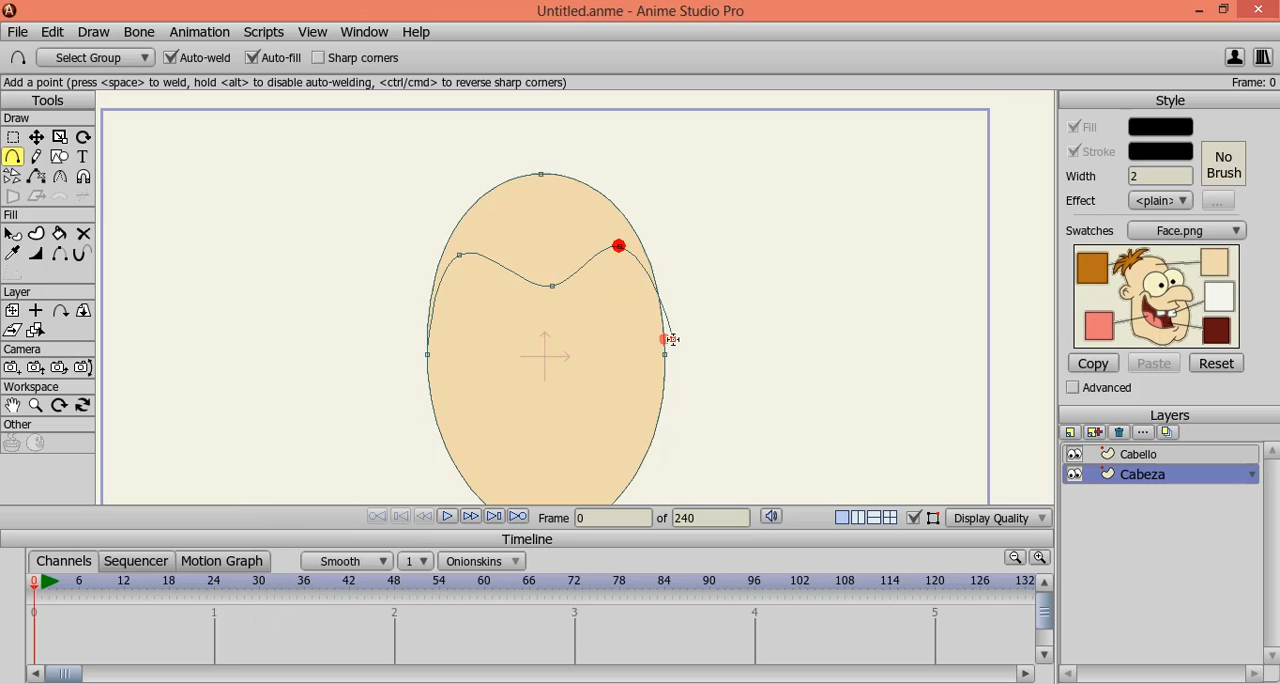 Untitled.anme - Anime Studio Pro
File Edit Draw Bone Animation Scripts View Window Help
Select Group Auto-weld Auto-fill Sharp corners
Add a point (press <space> to weld, hold <alt> to disable auto-welding, <ctrl/cmd> to reverse sharp corners) Frame: 0
Tools
Draw
T
Fill
Layer
Camera
Workspace
Other
Style
Fill
Stroke
No
Brush
Width 2
Effect <plain> ...
Swatches Face.png
Copy Paste Reset
Advanced
Layers
Cabello
Cabeza
Frame 0 of 240 Display Quality
Timeline
Channels Sequencer Motion Graph Smooth 1 Onionskins
0 6 12 18 24 30 36 42 48 54 60 66 72 78 84 90 96 102 108 114 120 126 132
0 1 2 3 4 5